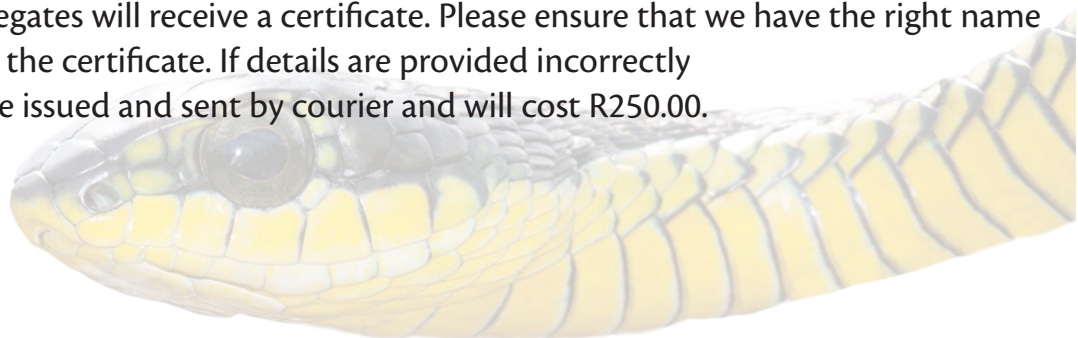 egates will receive a certificate. Please ensure that we have the right name
the certificate. If details are provided incorrectly
e issued and sent by courier and will cost R250.00.